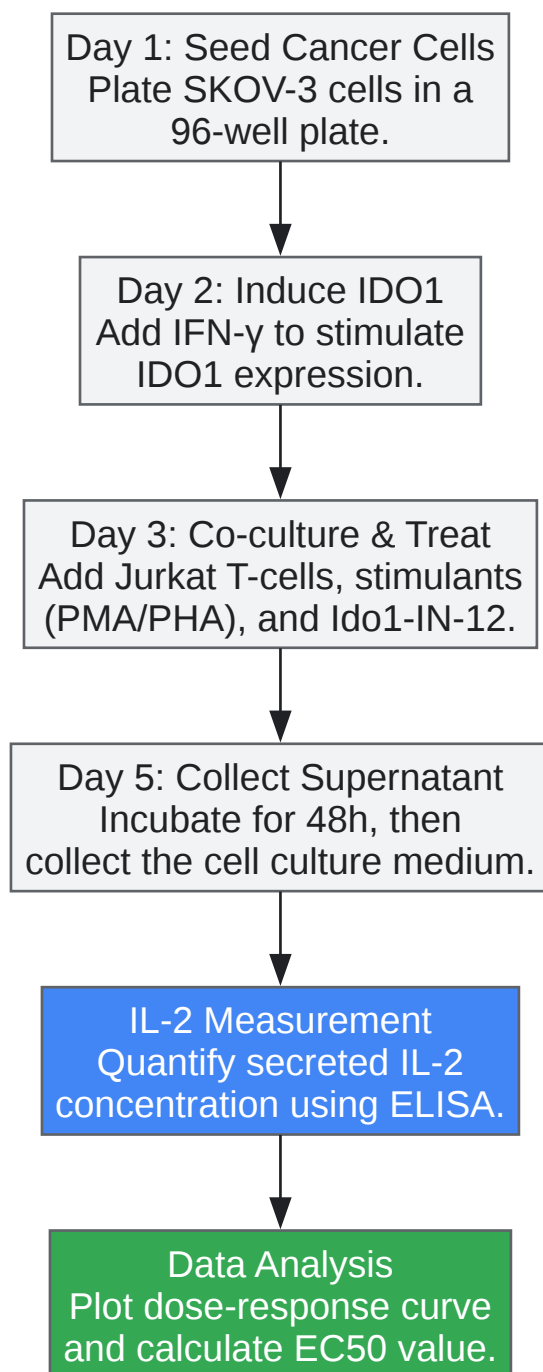 Day 1: Seed Cancer Cells
Plate SKOV-3 cells in a
96-well plate.
Day 2: Induce IDO1
Add IFN-γ to stimulate
IDO1 expression.
Day 3: Co-culture & Treat
Add Jurkat T-cells, stimulants
(PMA/PHA), and Ido1-IN-12.
Day 5: Collect Supernatant
Incubate for 48h, then
collect the cell culture medium.
IL-2 Measurement
Quantify secreted IL-2
concentration using ELISA.
Data Analysis
Plot dose-response curve
and calculate EC50 value.